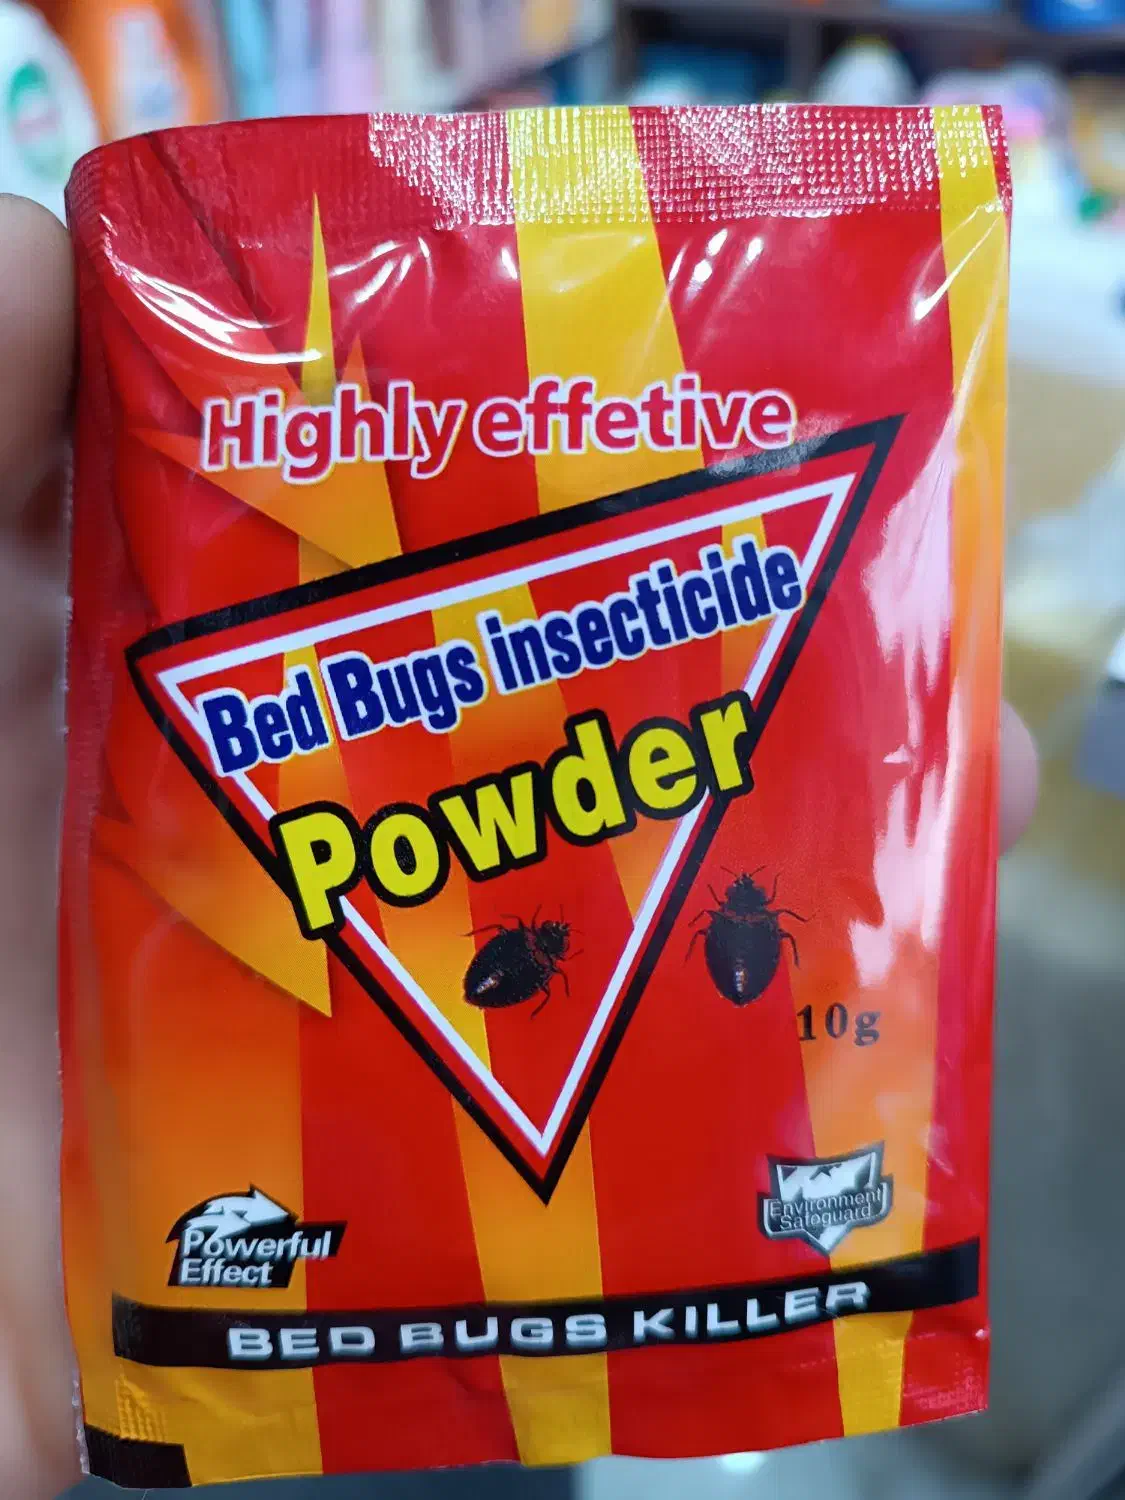 Highly effetive
Bed Bugs insecticide
Powder
10g
Powerful
Effect
Environment
Safeguard
BED BUGS KILLER